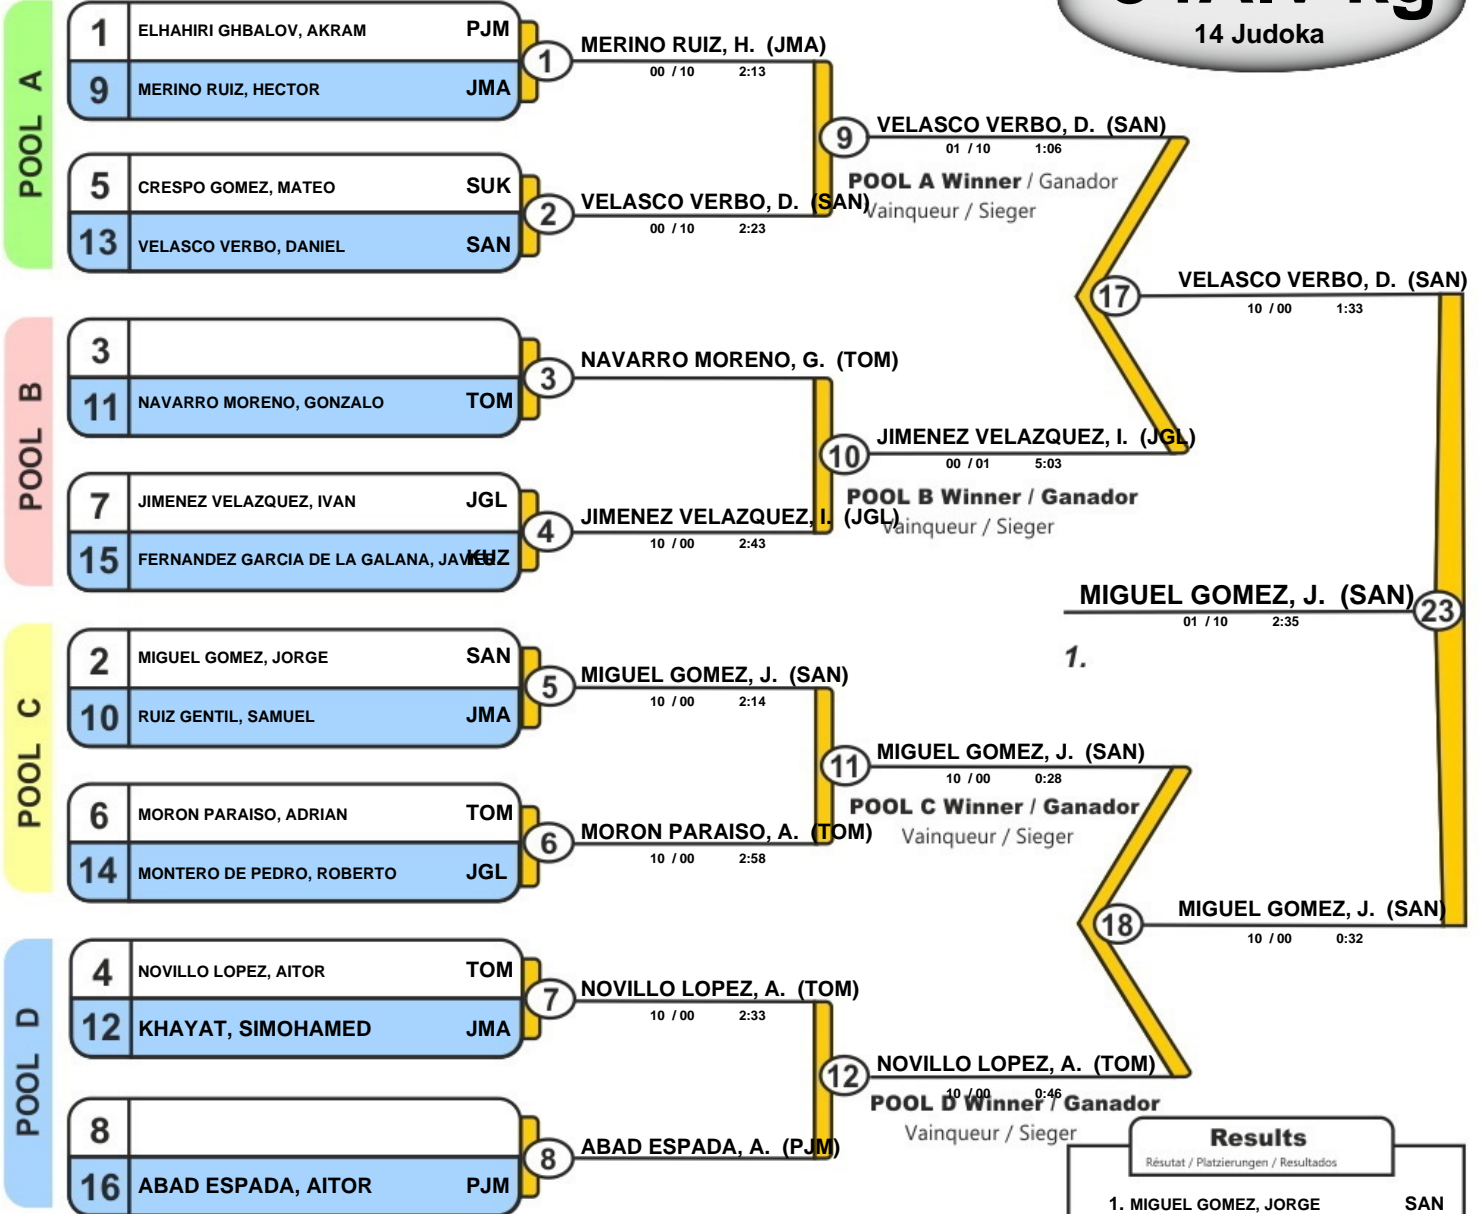 14 Judoka
POOL A
1 ELHAHIRI GHBALOV, AKRAM PJM
9 MERINO RUIZ, HECTOR JMA
1
MERINO RUIZ, H. (JMA)
00 / 10 2:13
5 CRESPO GOMEZ, MATEO SUK
13 VELASCO VERBO, DANIEL SAN
2
VELASCO VERBO, D. (SAN)
00 / 10 2:23
9
VELASCO VERBO, D. (SAN)
01 / 10 1:06
POOL A Winner / Ganador
Vainqueur / Sieger
POOL B
3
11 NAVARRO MORENO, GONZALO TOM
3
NAVARRO MORENO, G. (TOM)
7 JIMENEZ VELAZQUEZ, IVAN JGL
15 FERNANDEZ GARCIA DE LA GALANA, KUZ
4
JIMENEZ VELAZQUEZ, I. (JGL)
10 / 00 2:43
10
JIMENEZ VELAZQUEZ, I. (JGL)
00 / 01 5:03
POOL B Winner / Ganador
Vainqueur / Sieger
17
VELASCO VERBO, D. (SAN)
10 / 00 1:33
MIGUEL GOMEZ, J. (SAN)
23
01 / 10 2:35
1.
POOL C
2 MIGUEL GOMEZ, JORGE SAN
10 RUIZ GENTIL, SAMUEL JMA
5
MIGUEL GOMEZ, J. (SAN)
10 / 00 2:14
6 MORON PARAISO, ADRIAN TOM
14 MONTERO DE PEDRO, ROBERTO JGL
6
MORON PARAISO, A. (TOM)
10 / 00 2:58
11
MIGUEL GOMEZ, J. (SAN)
10 / 00 0:28
POOL C Winner / Ganador
Vainqueur / Sieger
18
MIGUEL GOMEZ, J. (SAN)
10 / 00 0:32
POOL D
4 NOVILLO LOPEZ, AITOR TOM
12 KHAYAT, SIMOHAMED JMA
7
NOVILLO LOPEZ, A. (TOM)
10 / 00 2:33
8
16 ABAD ESPADA, AITOR PJM
8
ABAD ESPADA, A. (PJM)
12
NOVILLO LOPEZ, A. (TOM)
10 / 00 0:46
POOL D Winner / Ganador
Vainqueur / Sieger
Results
Résutat / Platzierungen / Resultados
1. MIGUEL GOMEZ, JORGE SAN